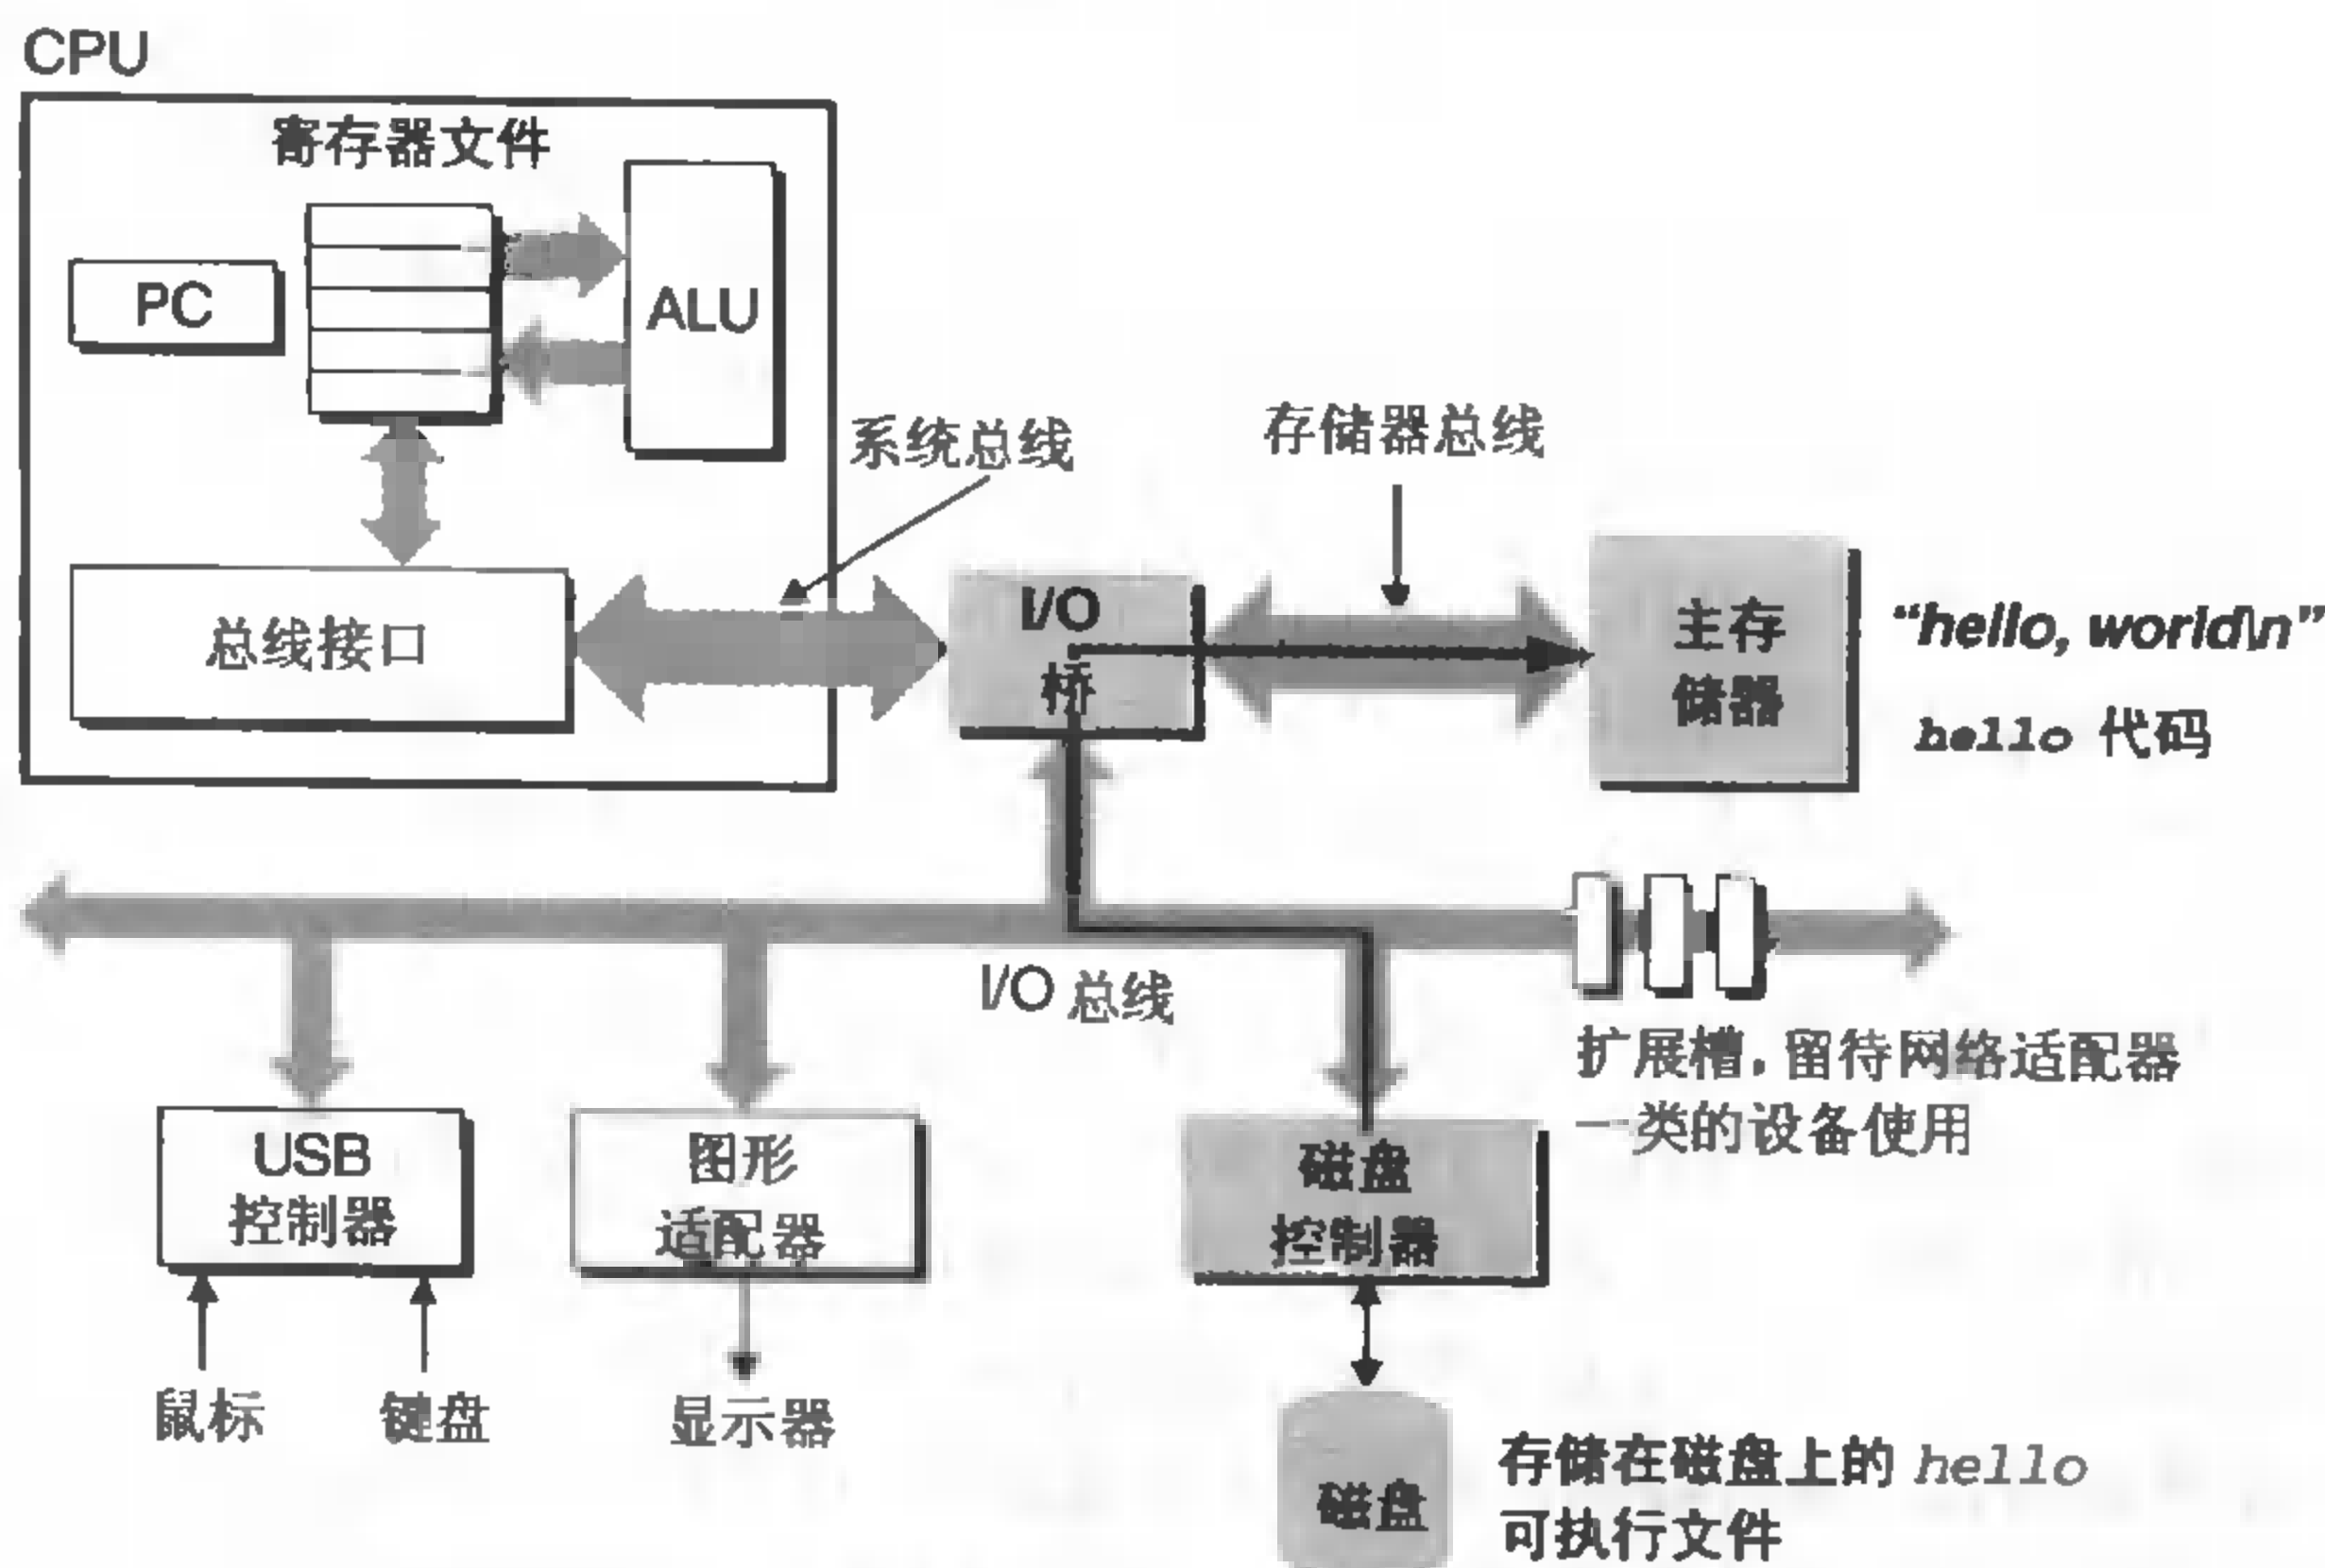 CPU
寄存器文件
PC
ALU
系统总线
存储器总线
总线接口
I/O
桥
主存
储器
“hello, world\n”
hello 代码
I/O 总线
扩展槽，留待网络适配器
一类的设备使用
USB
控制器
图形
适配器
磁盘
控制器
鼠标
键盘
显示器
磁盘
存储在磁盘上的 hello
可执行文件